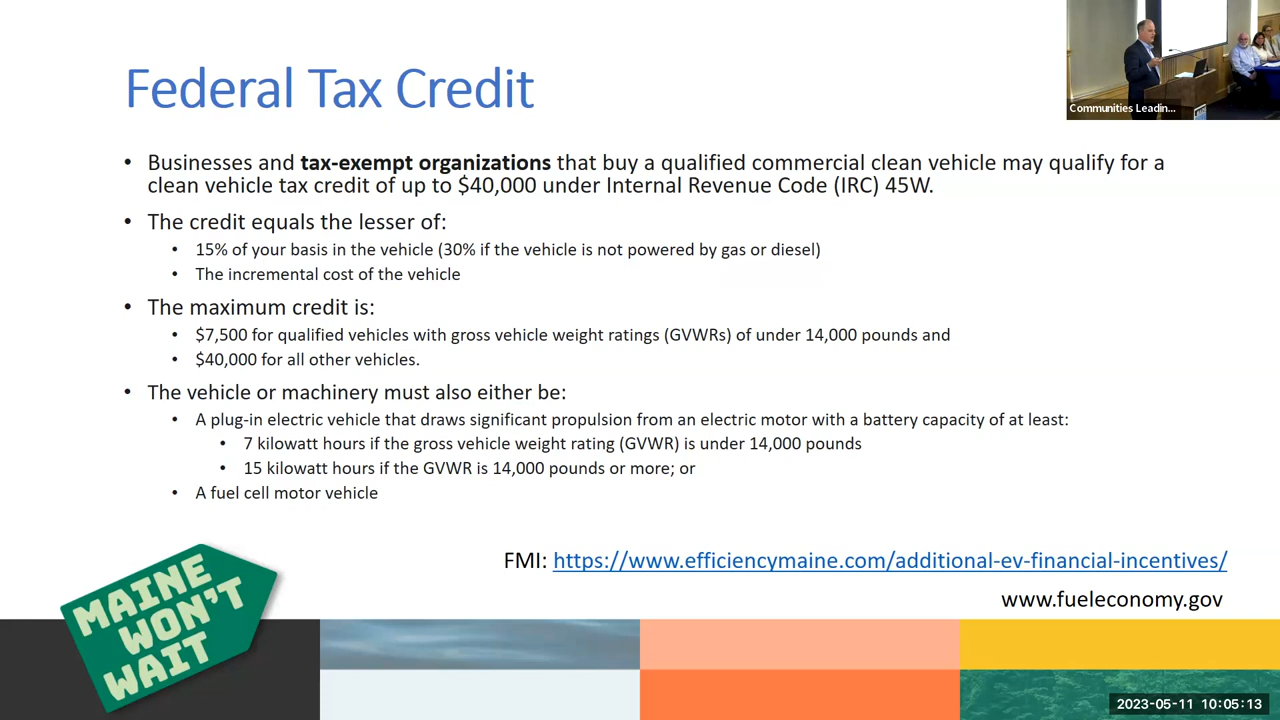 Federal Tax Credit
Communities Leadin...
• Businesses and tax-exempt organizations that buy a qualified commercial clean vehicle may qualify for a
clean vehicle tax credit of up to $40,000 under Internal Revenue Code (IRC) 45W.
• The credit equals the lesser of:
• 15% of your basis in the vehicle (30% if the vehicle is not powered by gas or diesel)
• The incremental cost of the vehicle
• The maximum credit is:
• $7,500 for qualified vehicles with gross vehicle weight ratings (GVWRs) of under 14,000 pounds and
• $40,000 for all other vehicles.
• The vehicle or machinery must also either be:
• A plug-in electric vehicle that draws significant propulsion from an electric motor with a battery capacity of at least:
• 7 kilowatt hours if the gross vehicle weight rating (GVWR) is under 14,000 pounds
• 15 kilowatt hours if the GVWR is 14,000 pounds or more; or
• A fuel cell motor vehicle
FMI: https://www.efficiencymaine.com/additional-ev-financial-incentives/
www.fueleconomy.gov
MAINE
WON'T
WAIT
2023-05-11 10:05:13